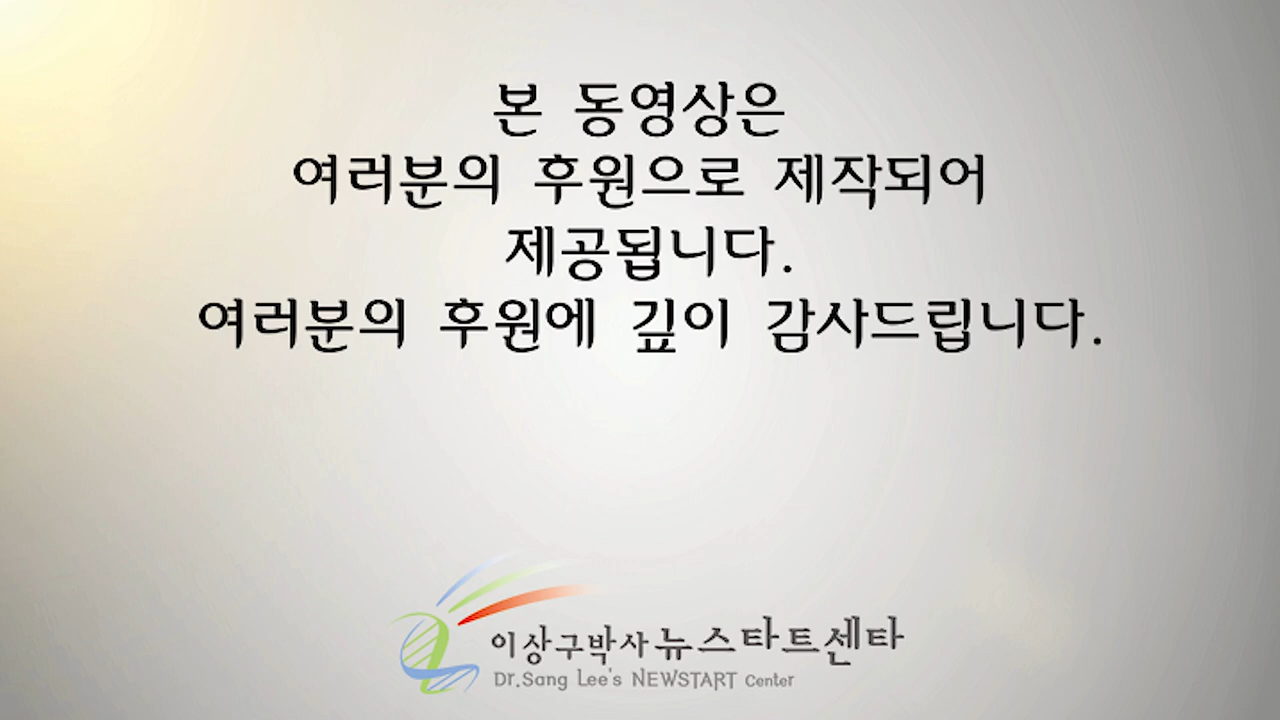 본 동영상은
여러분의 후원으로 제작되어
제공됩니다.
여러분의 후원에 깊이 감사드립니다.
이상구박사 뉴스타트센타
Dr.Sang Lee's NEWSTART Center